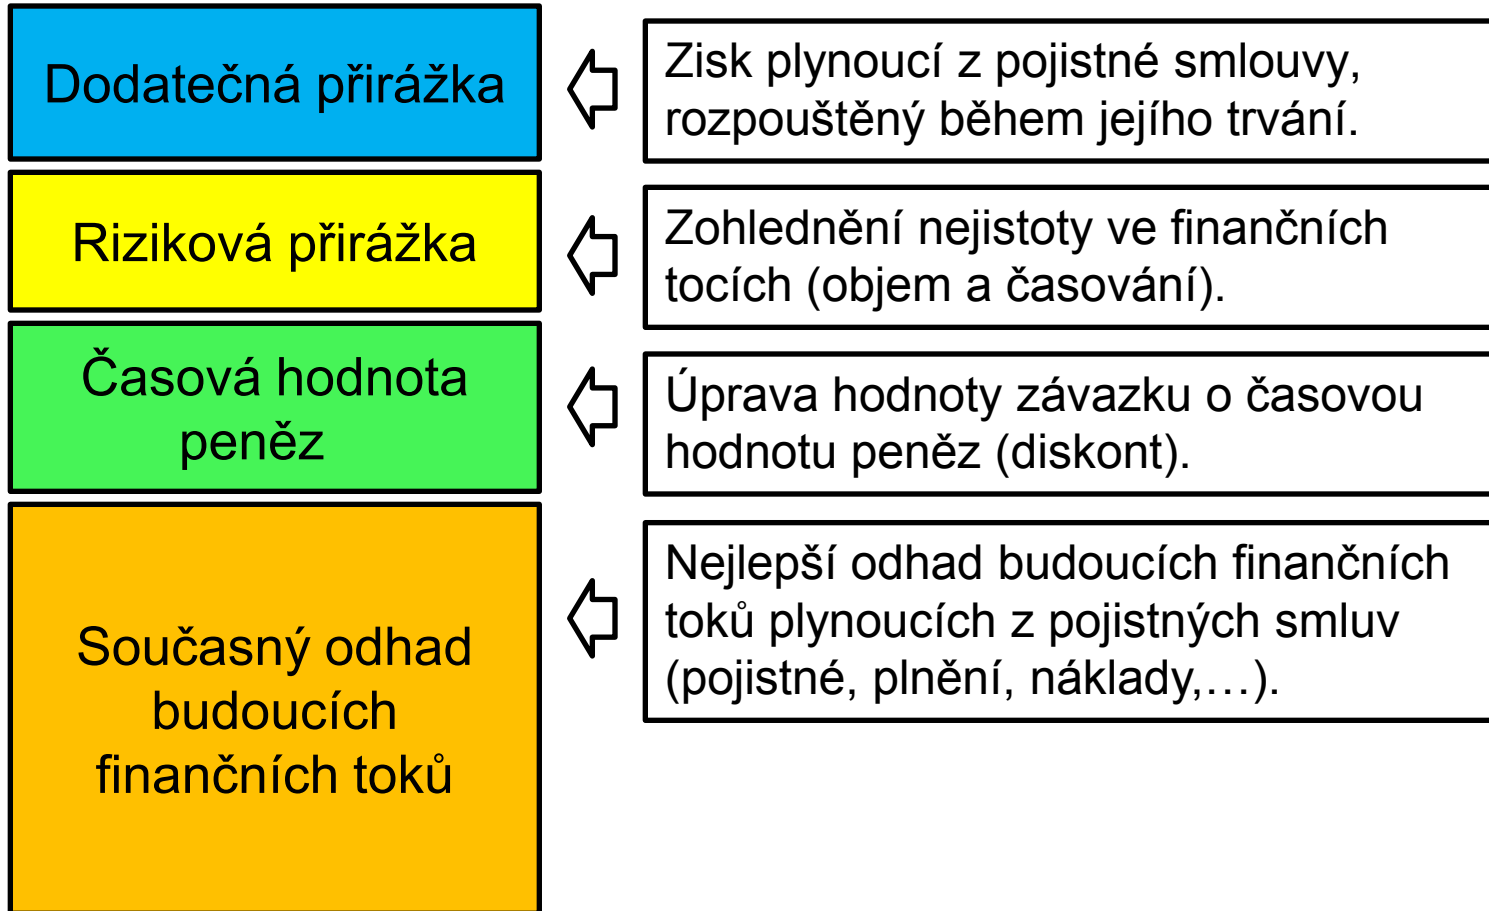 Dodatečná přirážka
Zisk plynoucí z pojistné smlouvy,
rozpouštěný během jejího trvání.
Riziková přirážka
Zohlednění nejistoty ve finančních
tocích (objem a časování).
Časová hodnota
peněz
Úprava hodnoty závazku o časovou
hodnotu peněz (diskont).
Současný odhad
budoucích
finančních toků
Nejlepší odhad budoucích finančních
toků plynoucích z pojistných smluv
(pojistné, plnění, náklady,…).